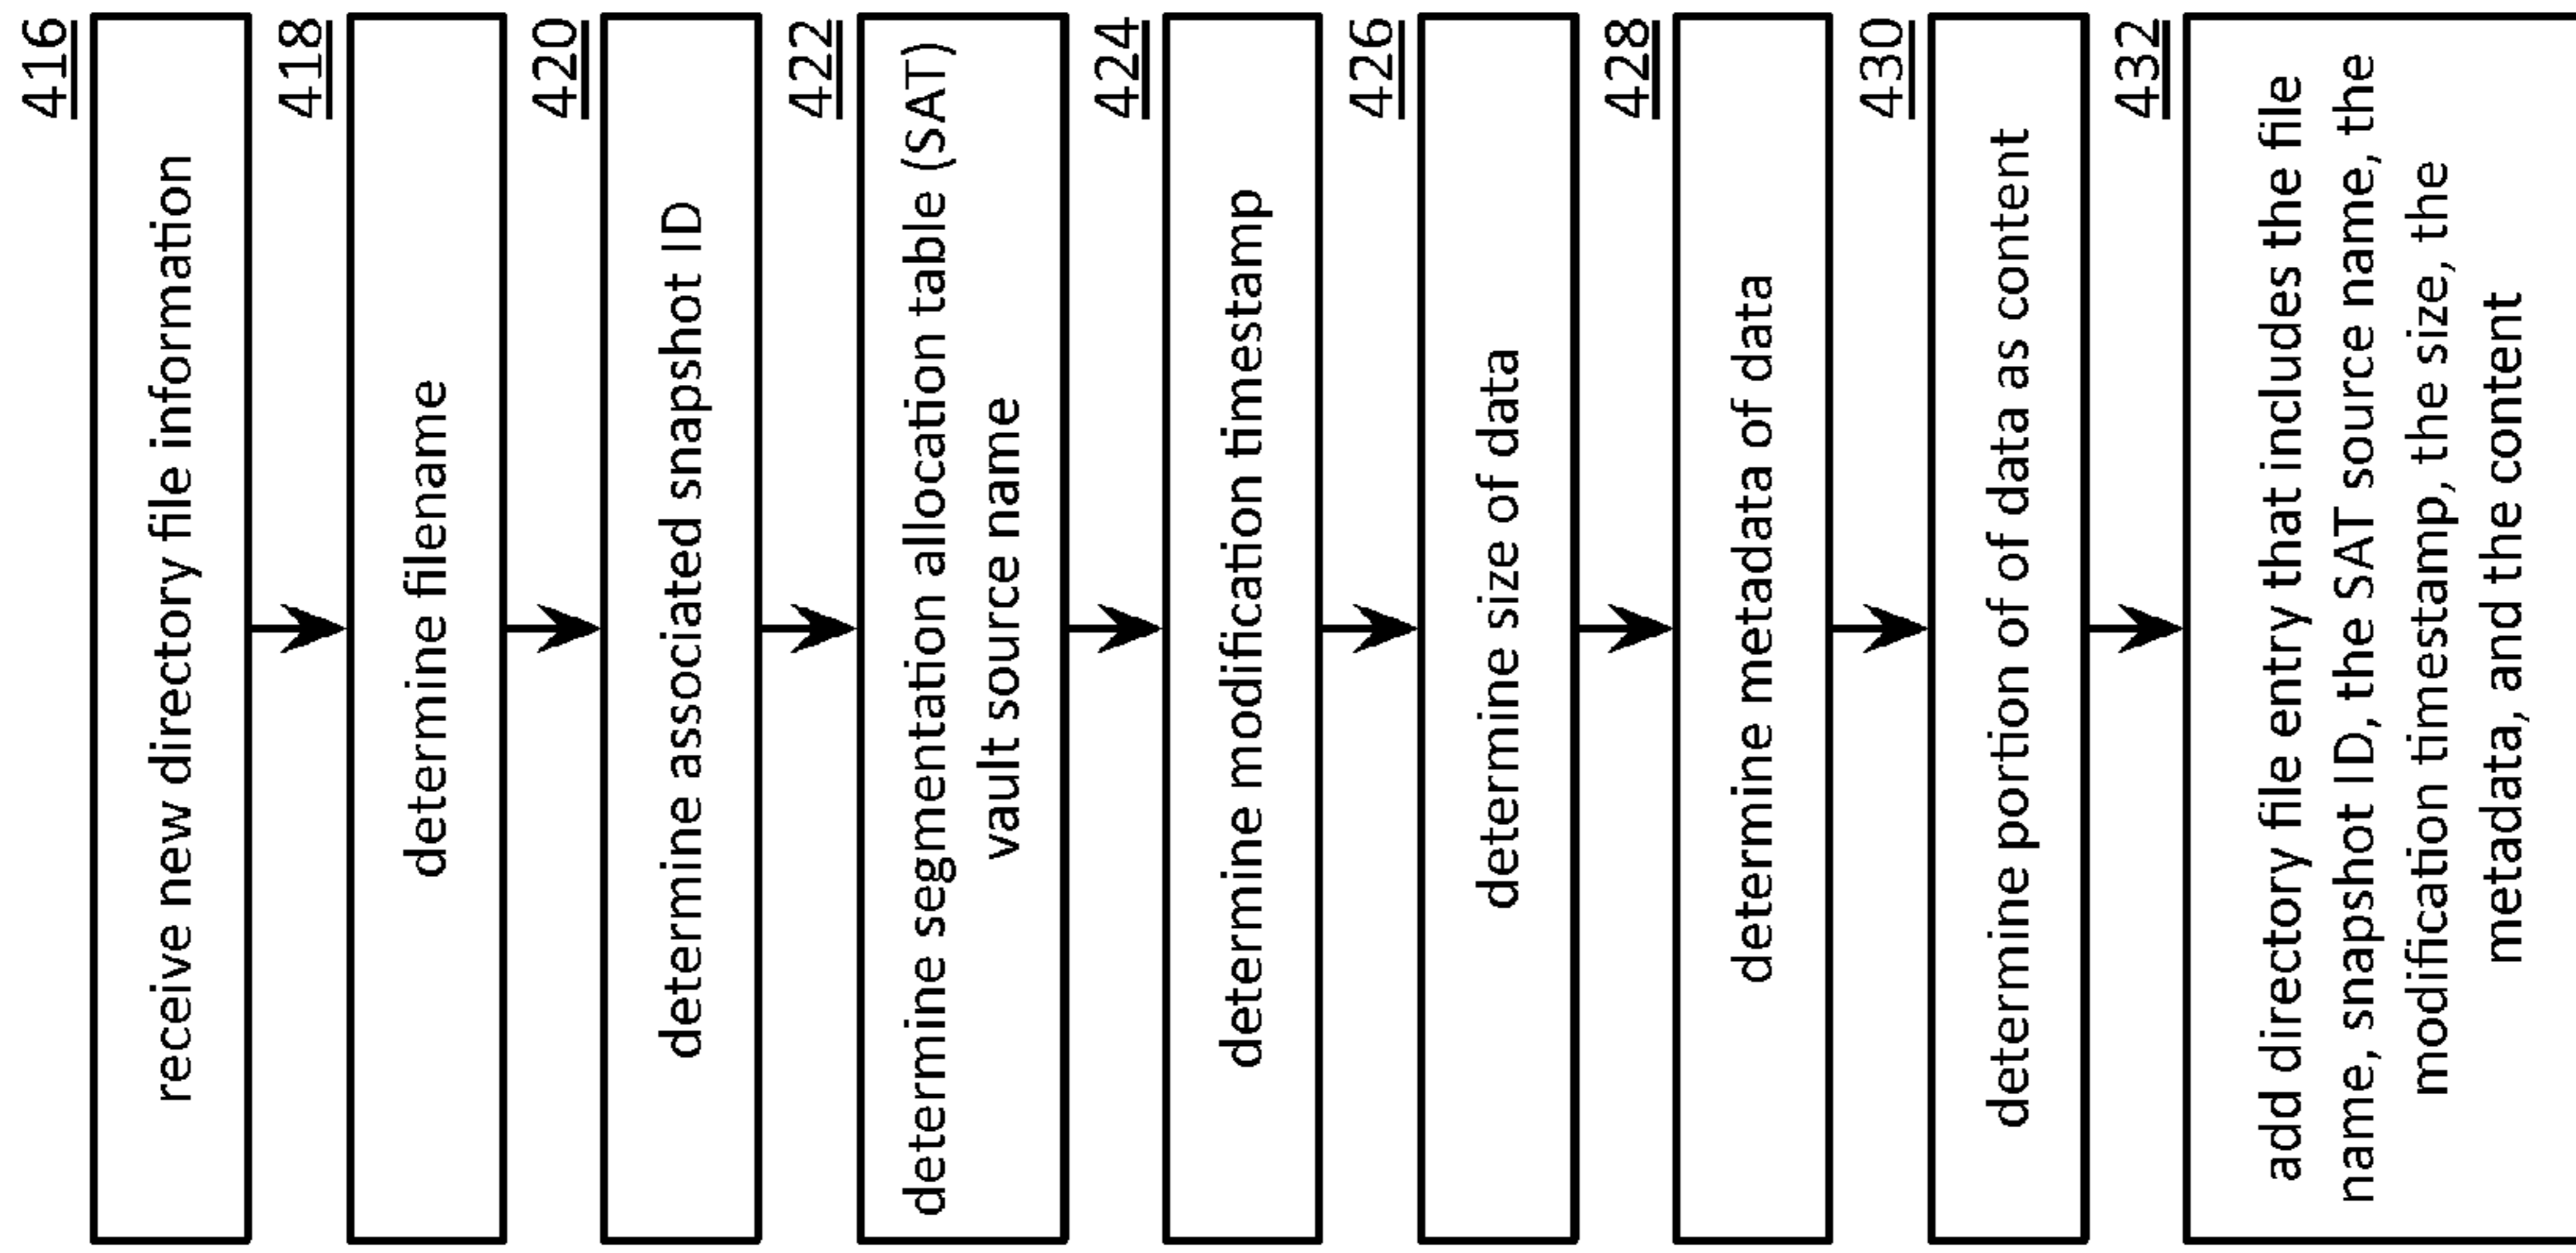 416
receive new directory file information
418
determine filename
420
determine associated snapshot ID
422
determine segmentation allocation table (SAT)
vault source name
424
determine modification timestamp
426
determine size of data
428
determine metadata of data
430
determine portion of of data as content
432
add directory file entry that includes the file
name, snapshot ID, the SAT source name, the
modification timestamp, the size, the
metadata, and the content